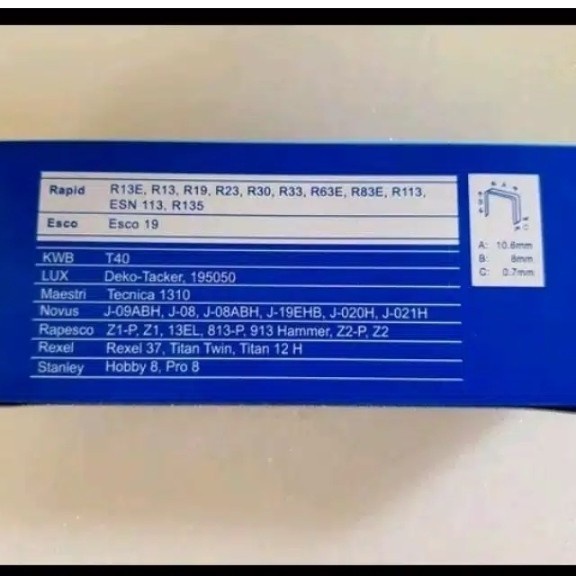 Rapid R13E, R13, R19, R23, R30, R33, R63E, R83E, R113,
ESN 113, R135
Esco Esco 19
KWB T40
LUX Deko-Tacker, 195050
Maestri Tecnica 1310
Novus J-09ABH, J-08, J-08ABH, J-19EHB, J-020H, J-021H
Rapesco Z1-P, Z1, 13EL, 813-P, 913 Hammer, Z2-P, Z2
Rexel Rexel 37, Titan Twin, Titan 12 H
Stanley Hobby 8, Pro 8
A
B
C
A: 10.6mm
B: 8mm
C: 0.7mm